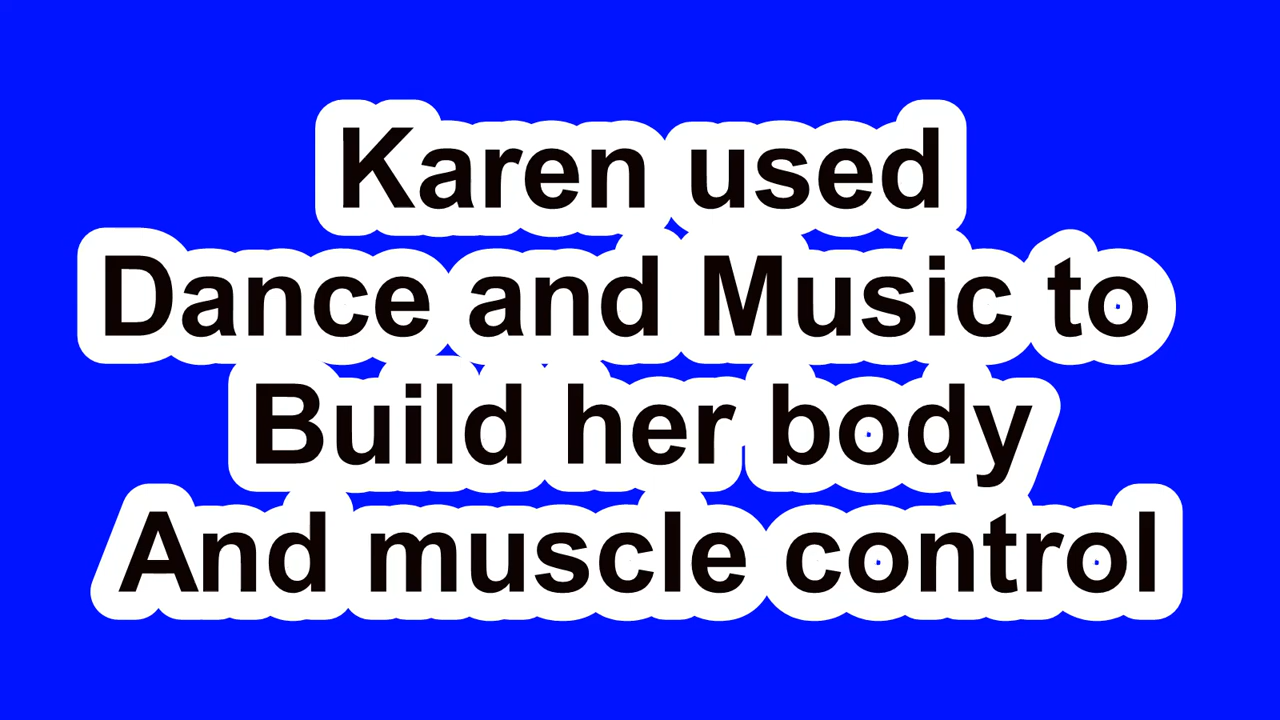 Karen used
Dance and Music to
Build her body
And muscle control